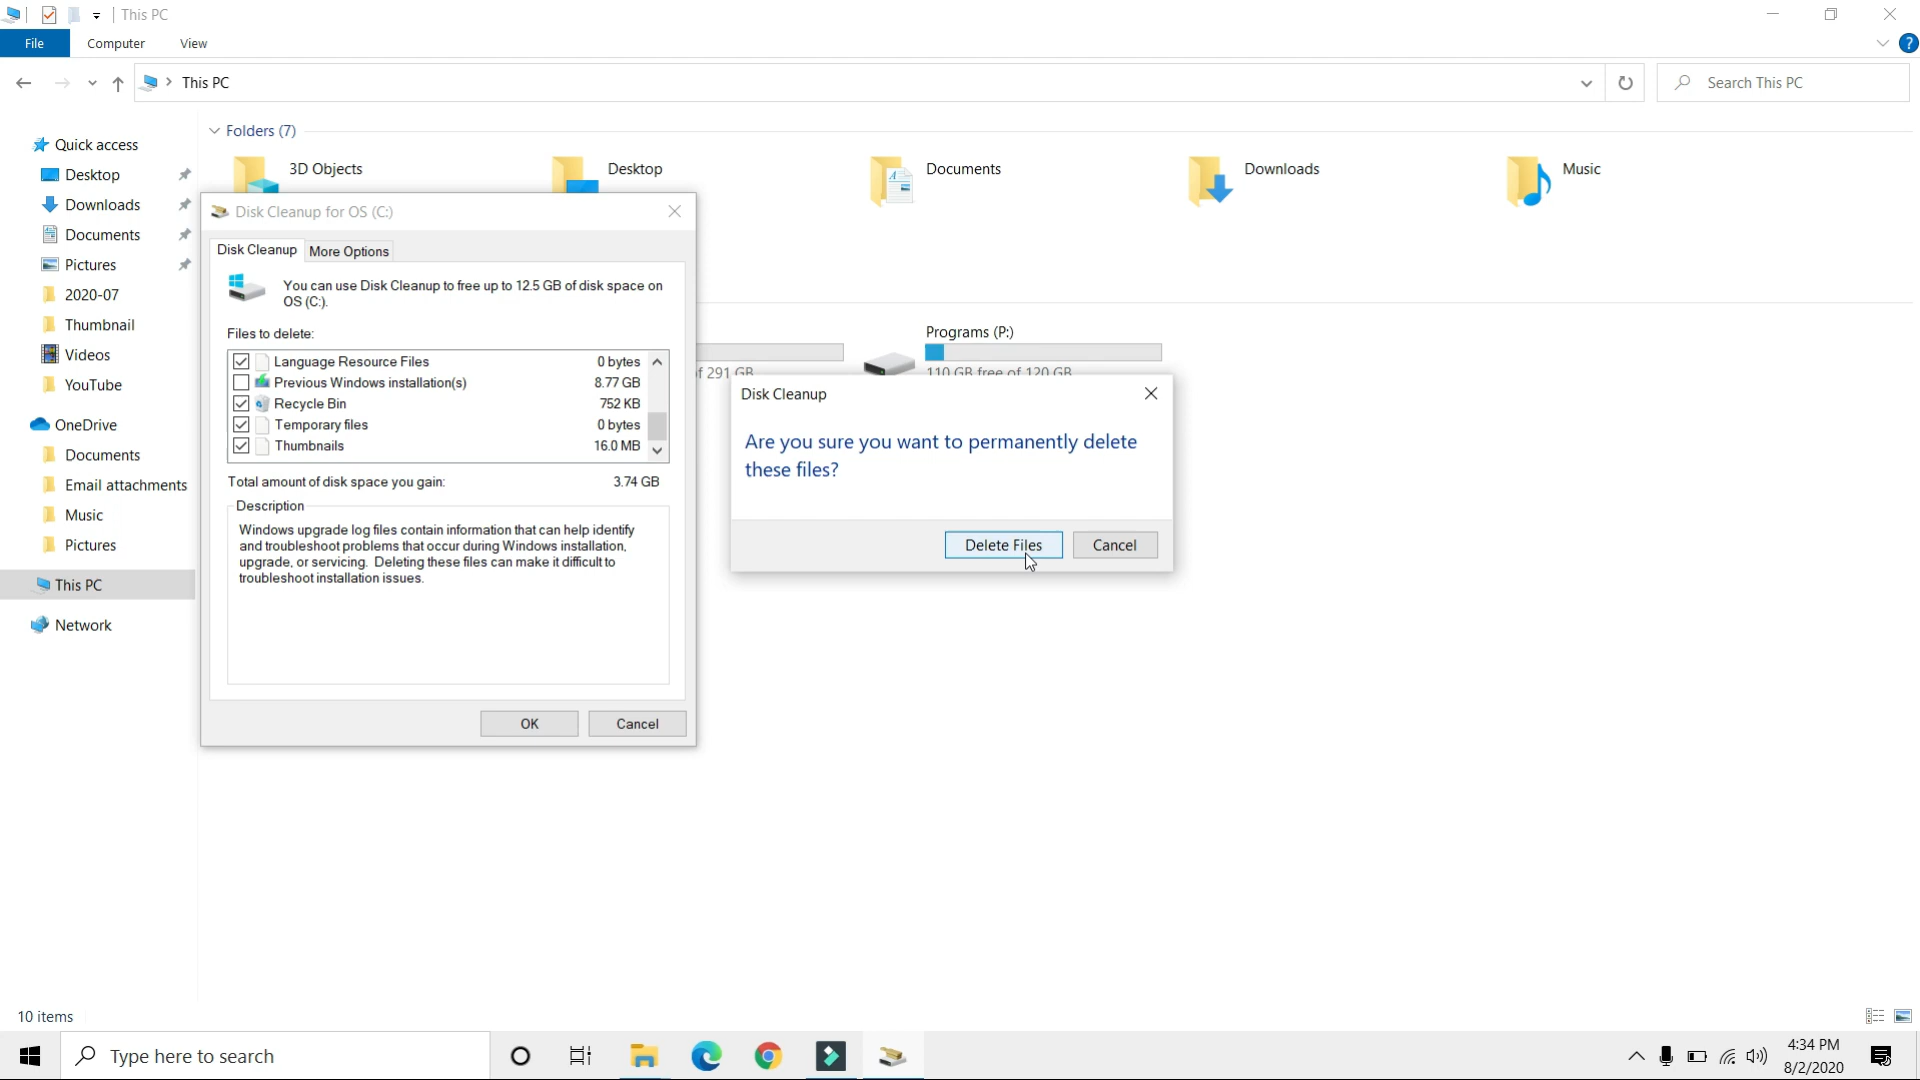 This PC
File Computer View
This PC
Search This PC
Quick access
Desktop
Downloads
Documents
Pictures
2020-07
Thumbnail
Videos
YouTube
OneDrive
Documents
Email attachments
Music
Pictures
This PC
Network
Folders (7)
3D Objects
Desktop
Documents
Downloads
Music
Programs (P:)
110 GB free of 120 GB
f 291 GB
Disk Cleanup for OS (C:)
Disk Cleanup More Options
You can use Disk Cleanup to free up to 12.5 GB of disk space on
OS (C:).
Files to delete:
Language Resource Files 0 bytes
Previous Windows installation(s) 8.77 GB
Recycle Bin 752 KB
Temporary files 0 bytes
Thumbnails 16.0 MB
Total amount of disk space you gain: 3.74 GB
Description
Windows upgrade log files contain information that can help identify
and troubleshoot problems that occur during Windows installation,
upgrade, or servicing. Deleting these files can make it difficult to
troubleshoot installation issues.
OK Cancel
Disk Cleanup
Are you sure you want to permanently delete
these files?
Delete Files Cancel
10 items
Type here to search
4:34 PM
8/2/2020